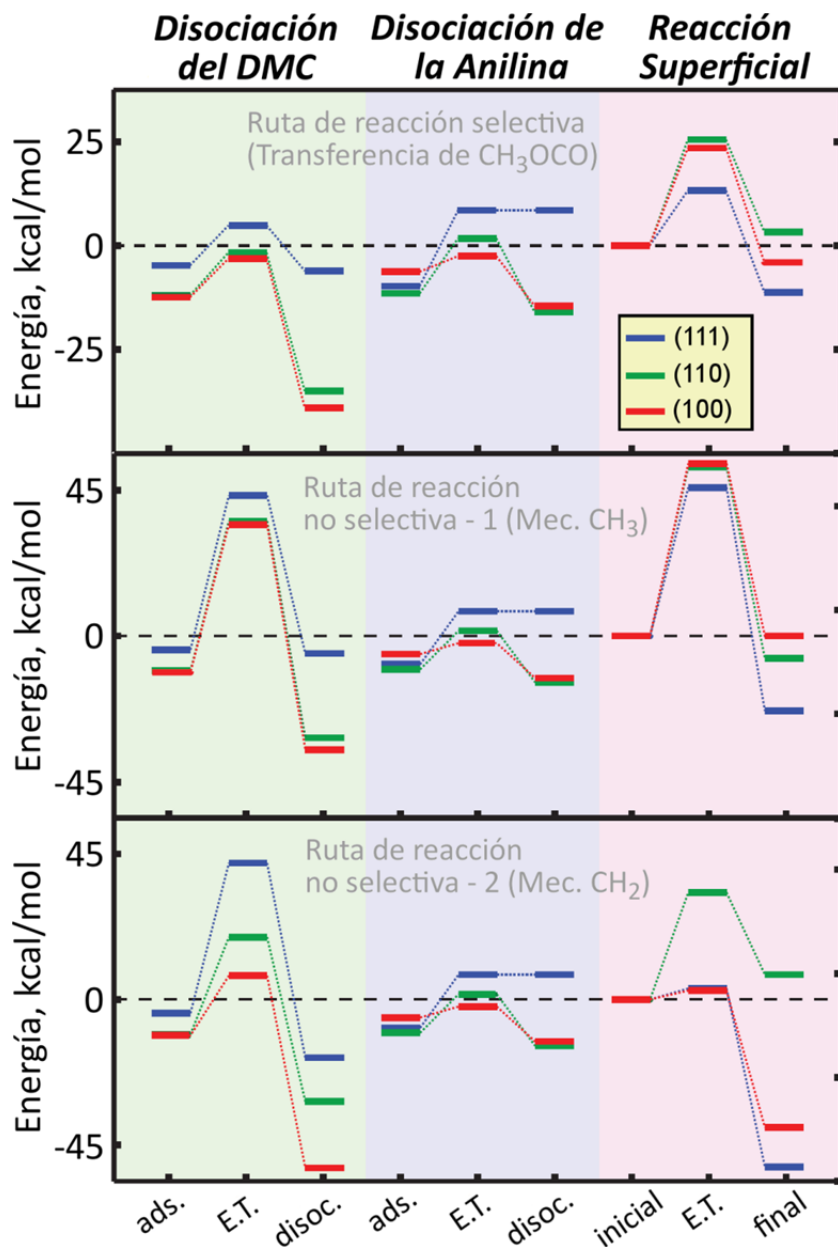 Disociación
del DMC
Disociación de
la Anilina
Reacción
Superficial
Ruta de reacción selectiva
(Transferencia de CH₃OCO)
Energía, kcal/mol
25
0
-25
(111)
(110)
(100)
Ruta de reacción
no selectiva - 1 (Mec. CH₃)
Energía, kcal/mol
45
0
-45
Ruta de reacción
no selectiva - 2 (Mec. CH₂)
Energía, kcal/mol
45
0
-45
ads.
E.T.
disoc.
ads.
E.T.
disoc.
inicial
E.T.
final